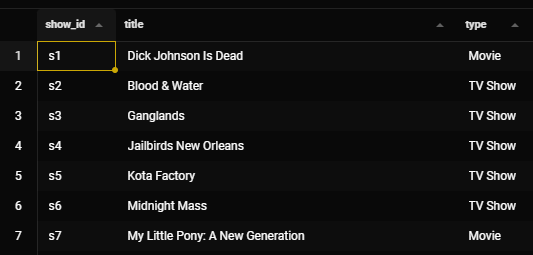 show_id title type
1 s1 Dick Johnson Is Dead Movie
2 s2 Blood & Water TV Show
3 s3 Ganglands TV Show
4 s4 Jailbirds New Orleans TV Show
5 s5 Kota Factory TV Show
6 s6 Midnight Mass TV Show
7 s7 My Little Pony: A New Generation Movie